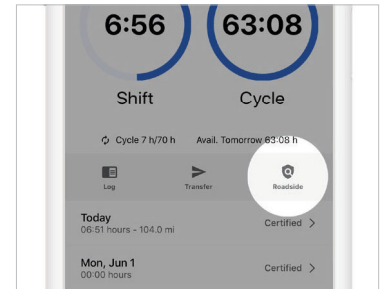 6:56 63:08
Shift Cycle
Cycle 7 h/70 h Avail. Tomorrow 63:08 h
Log Transfer Roadside
Today
06:51 hours - 104.0 mi Certified >
Mon, Jun 1
00:00 hours Certified >